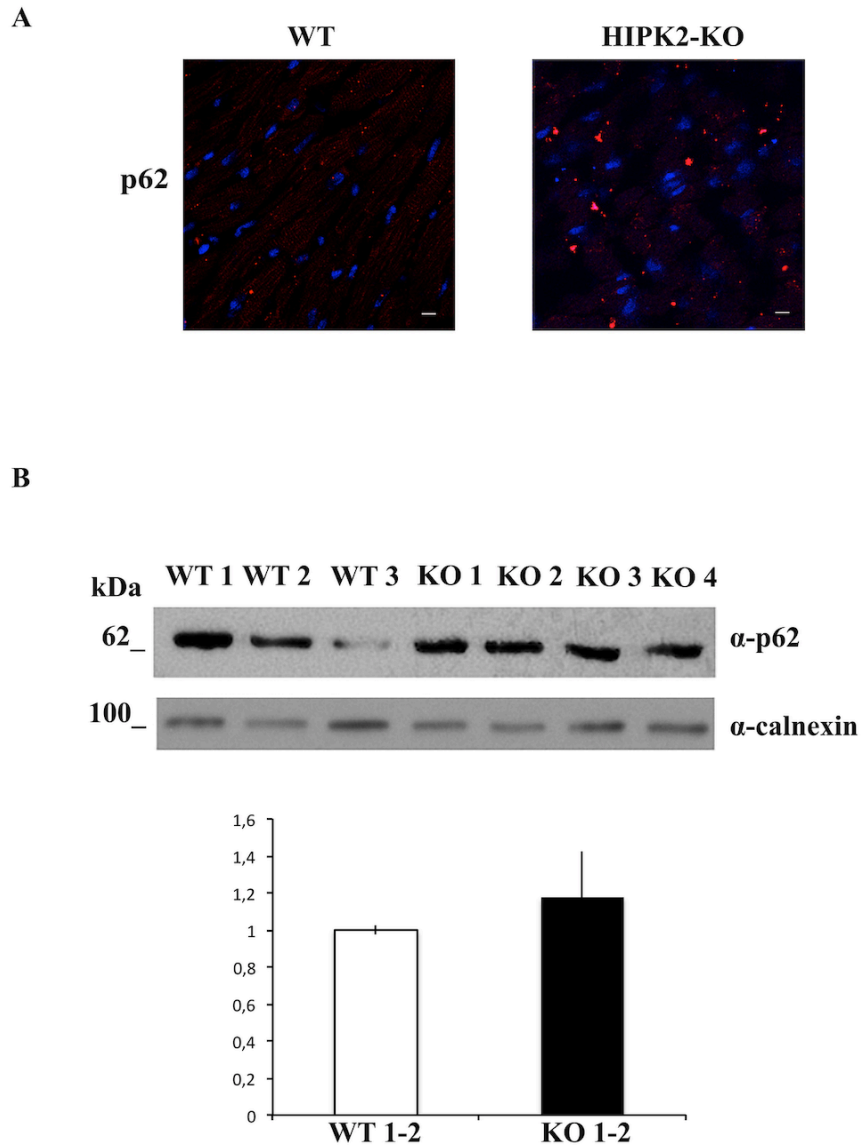 A
WT HIPK2-KO
p62
B
kDa WT 1 WT 2 WT 3 KO 1 KO 2 KO 3 KO 4
62_ α-p62
100_ α-calnexin
1,6
1,4
1,2
1
0,8
0,6
0,4
0,2
0
WT 1-2 KO 1-2